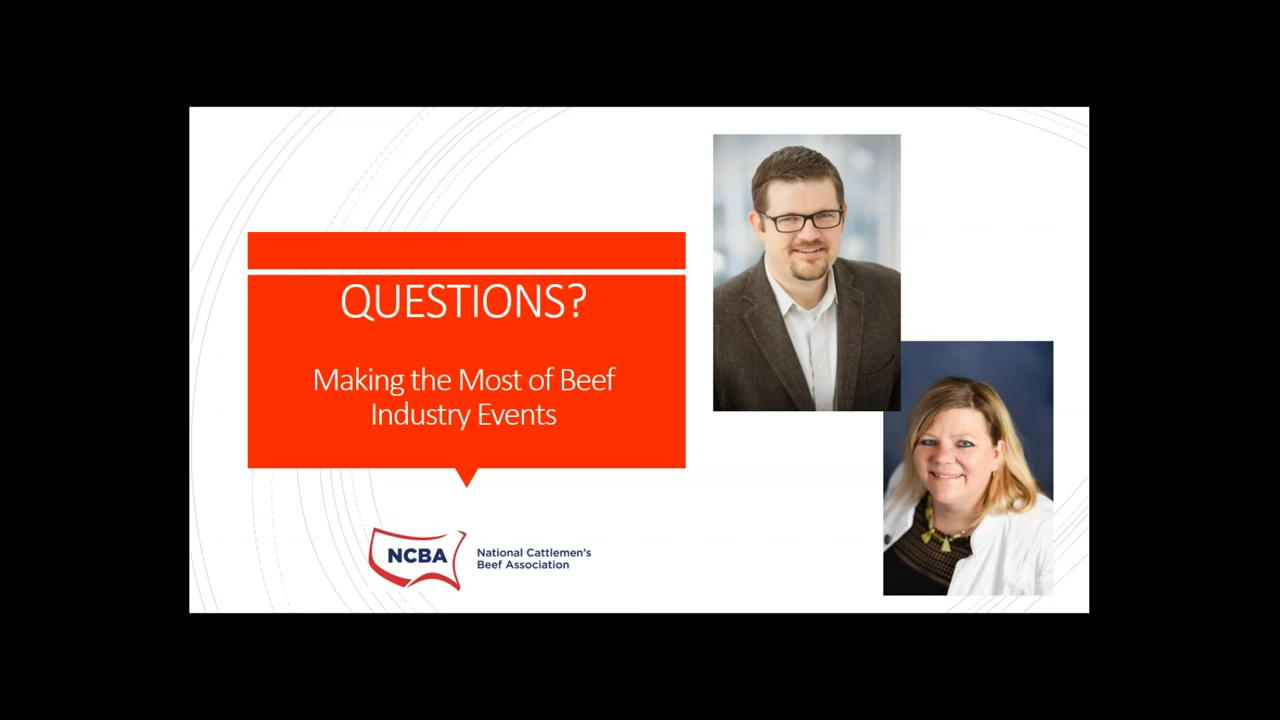 QUESTIONS?
Making the Most of Beef
Industry Events
NCBA
National Cattlemen's
Beef Association